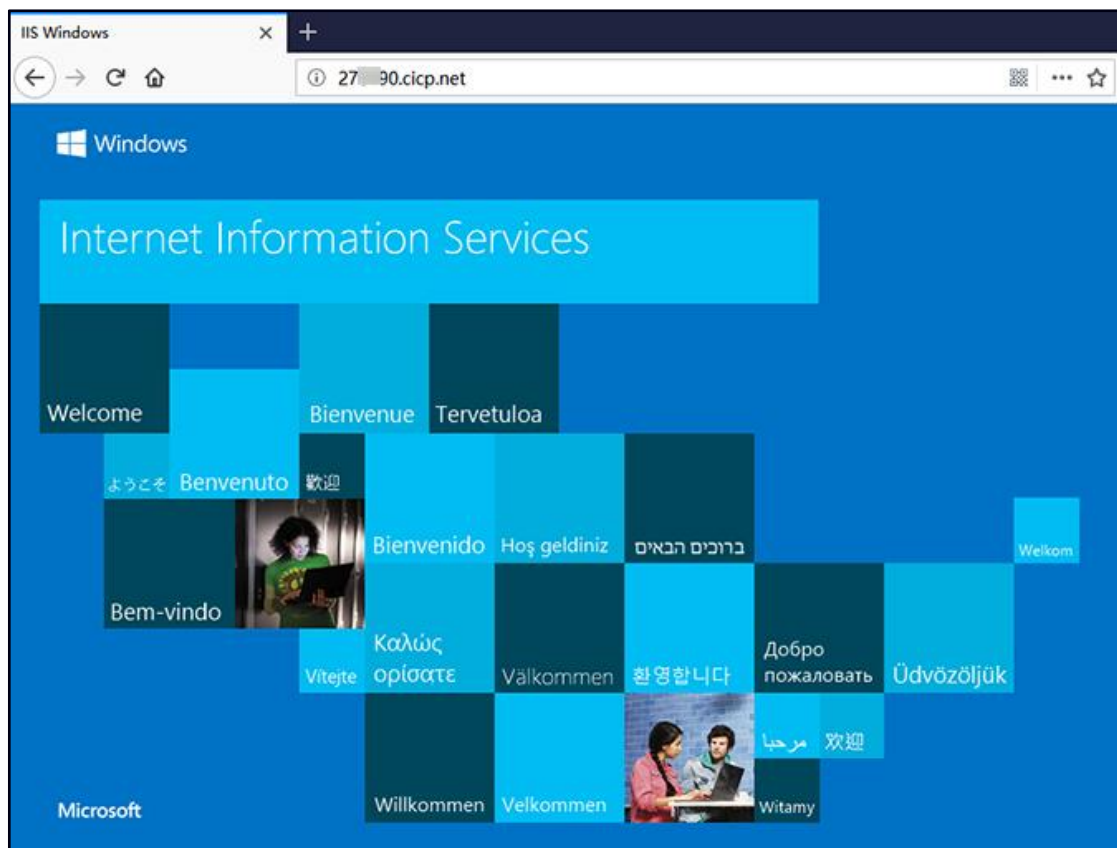 IIS Windows
27 90.cicp.net
Windows
Internet Information Services
Welcome
Bienvenue
Tervetuloa
ようこそ
Benvenuto
歡迎
Bienvenido
Hoş geldiniz
ברוכים הבאים
Welkom
Bem-vindo
Vítejte
Καλώς
ορίσατε
Välkommen
환영합니다
Добро
пожаловать
Üdvözöljük
مرحبا
欢迎
Microsoft
Willkommen
Velkommen
Witamy